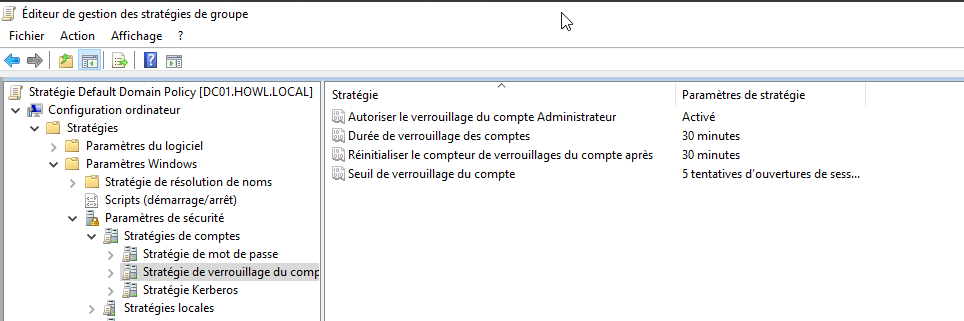 Éditeur de gestion des stratégies de groupe
Fichier Action Affichage ?
Stratégie Default Domain Policy [DC01.HOWL.LOCAL]
Configuration ordinateur
Stratégies
Paramètres du logiciel
Paramètres Windows
Stratégie de résolution de noms
Scripts (démarrage/arrêt)
Paramètres de sécurité
Stratégies de comptes
Stratégie de mot de passe
Stratégie de verrouillage du comp
Stratégie Kerberos
Stratégies locales
Stratégie Paramètres de stratégie
Autoriser le verrouillage du compte Administrateur Activé
Durée de verrouillage des comptes 30 minutes
Réinitialiser le compteur de verrouillages du compte après 30 minutes
Seuil de verrouillage du compte 5 tentatives d'ouvertures de sess...